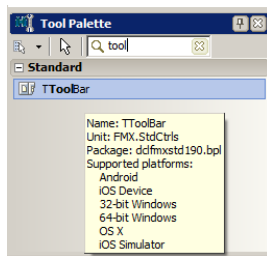 Tool Palette
tool
Standard
TToolBar
Name: TToolBar
Unit: FMX.StdCtrls
Package: dclfmxstd190.bpl
Supported platforms:
Android
iOS Device
32-bit Windows
64-bit Windows
OS X
iOS Simulator